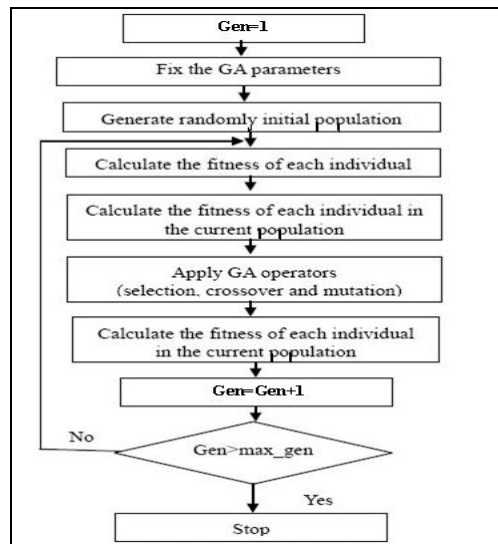 Gen=1
Fix the GA parameters
Generate randomly initial population
Calculate the fitness of each individual
Calculate the fitness of each individual in
the current population
Apply GA operators
(selection, crossover and mutation)
Calculate the fitness of each individual
in the current population
Gen=Gen+1
No
Gen>max_gen
Yes
Stop